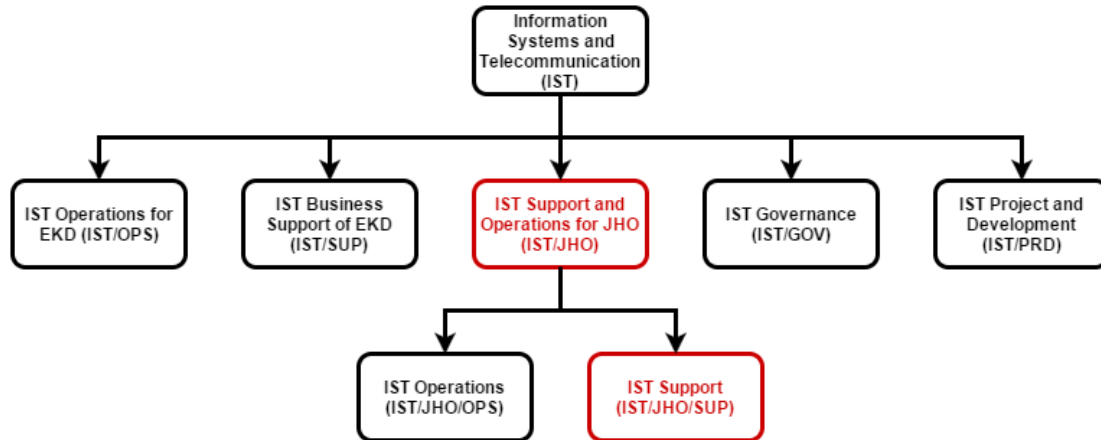 Information
Systems and
Telecommunication
(IST)
IST Operations for
EKD (IST/OPS)
IST Business
Support of EKD
(IST/SUP)
IST Support and
Operations for JHO
(IST/JHO)
IST Governance
(IST/GOV)
IST Project and
Development
(IST/PRD)
IST Operations
(IST/JHO/OPS)
IST Support
(IST/JHO/SUP)